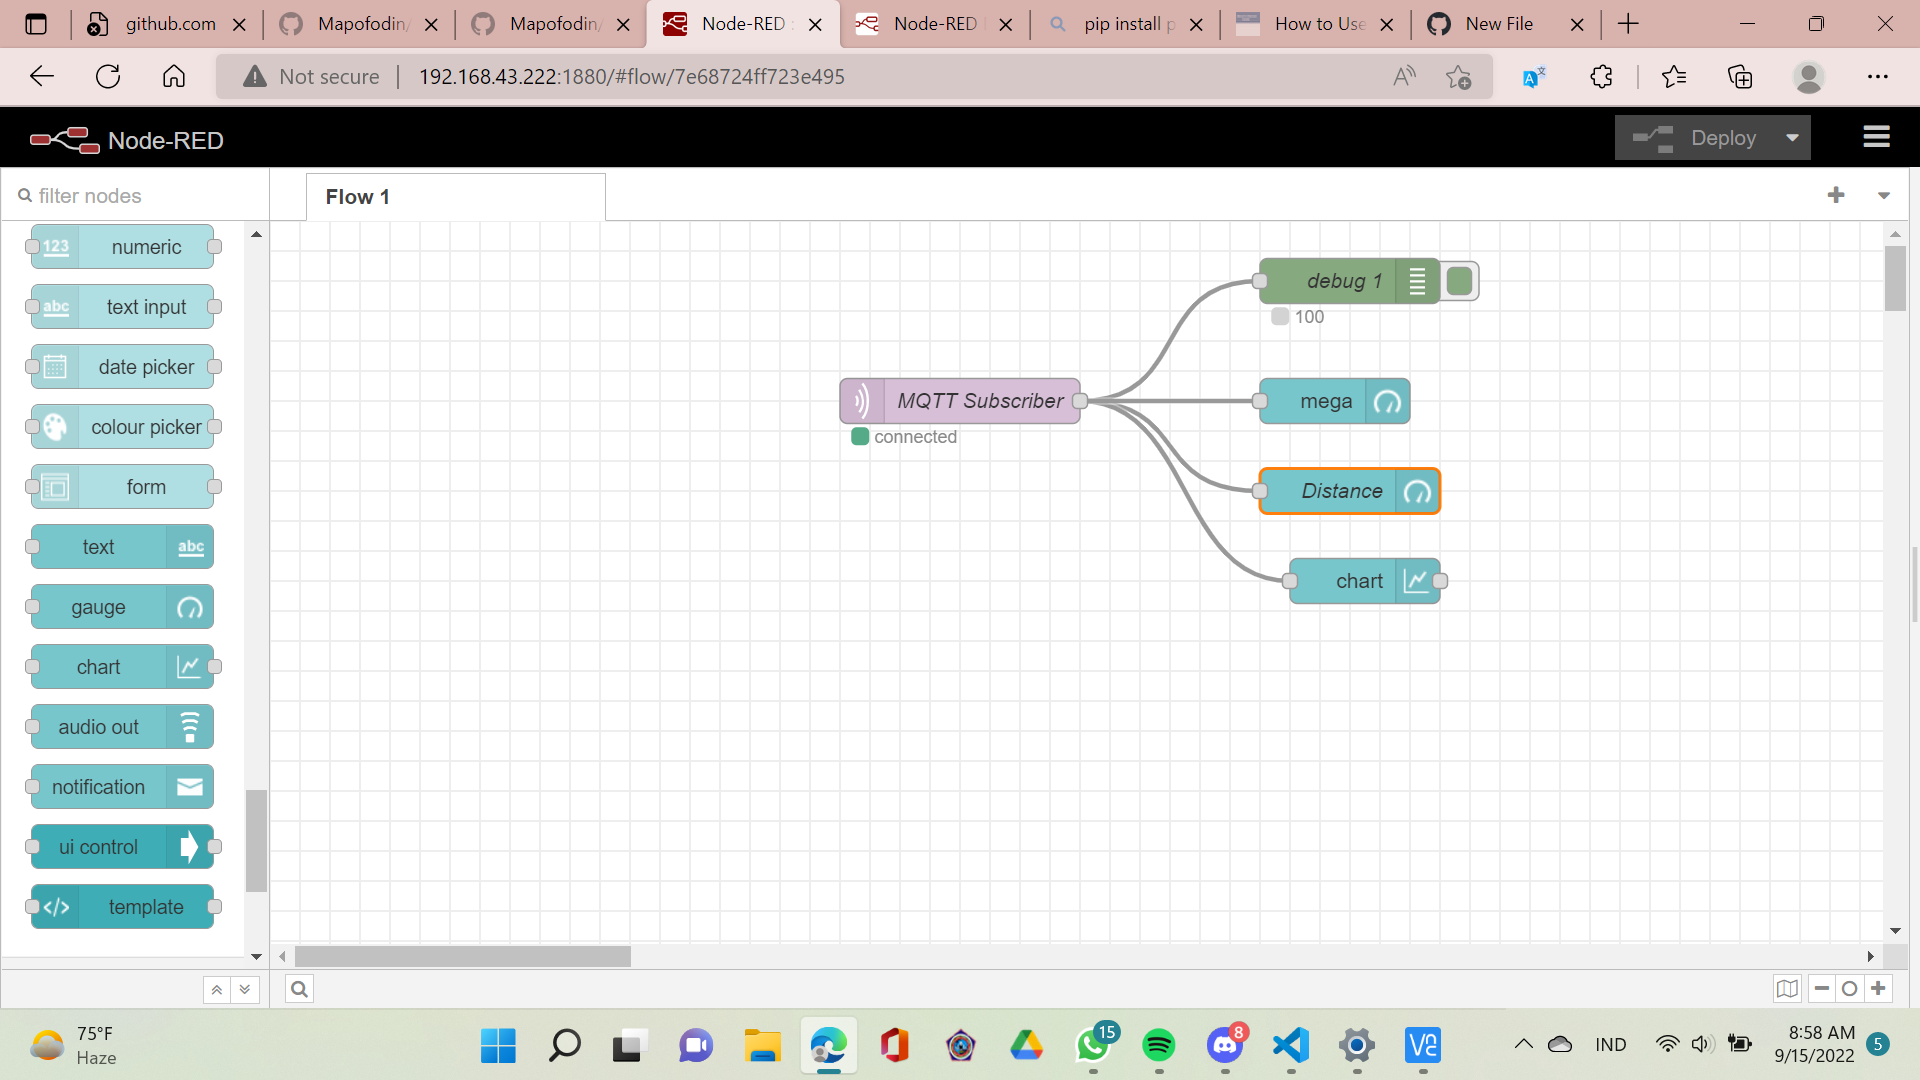 github.com
Mapofodin/
Mapofodin/
Node-RED :
Node-RED
pip install p
How to Use
New File
Not secure
192.168.43.222:1880/#flow/7e68724ff723e495
Node-RED
Deploy
filter nodes
Flow 1
123 numeric
abc text input
date picker
colour picker
form
text abc
gauge
chart
audio out
notification
ui control
</> template
debug 1
100
MQTT Subscriber
connected
mega
Distance
chart
75°F
Haze
15
8
IND
8:58 AM
9/15/2022
5